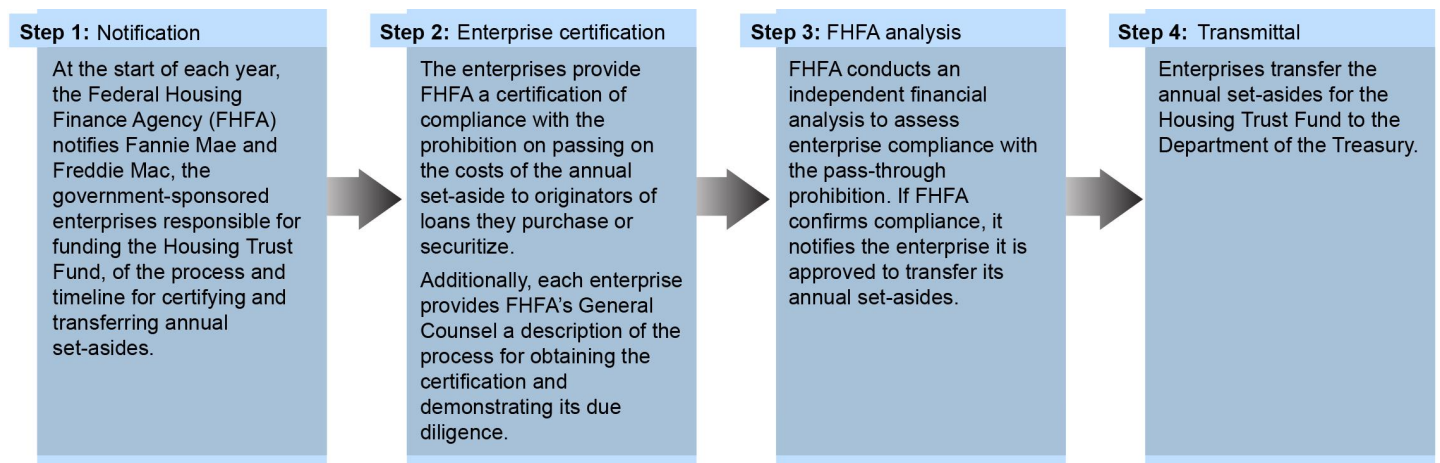 Step 1: Notification
At the start of each year,
the Federal Housing
Finance Agency (FHFA)
notifies Fannie Mae and
Freddie Mac, the
government-sponsored
enterprises responsible for
funding the Housing Trust
Fund, of the process and
timeline for certifying and
transferring annual
set-asides.
Step 2: Enterprise certification
The enterprises provide
FHFA a certification of
compliance with the
prohibition on passing on
the costs of the annual
set-aside to originators of
loans they purchase or
securitize.
Additionally, each enterprise
provides FHFA’s General
Counsel a description of the
process for obtaining the
certification and
demonstrating its due
diligence.
Step 3: FHFA analysis
FHFA conducts an
independent financial
analysis to assess
enterprise compliance with
the pass-through
prohibition. If FHFA
confirms compliance, it
notifies the enterprise it is
approved to transfer its
annual set-asides.
Step 4: Transmittal
Enterprises transfer the
annual set-asides for the
Housing Trust Fund to the
Department of the Treasury.